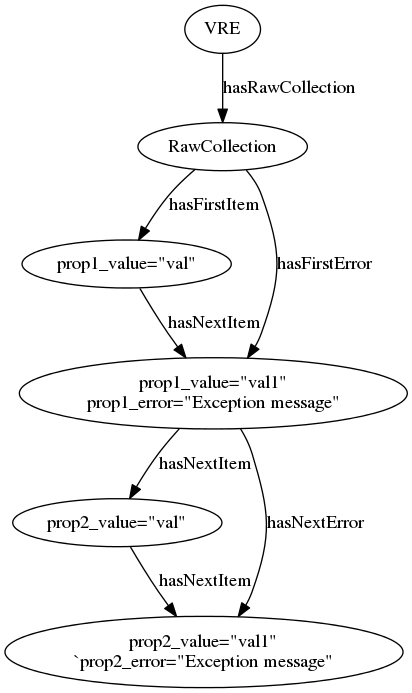 VRE
hasRawCollection
RawCollection
hasFirstItem
prop1_value="val"
hasFirstError
hasNextItem
prop1_value="val1"
prop1_error="Exception message"
hasNextItem
prop2_value="val"
hasNextError
hasNextItem
prop2_value="val1"
`prop2_error="Exception message"